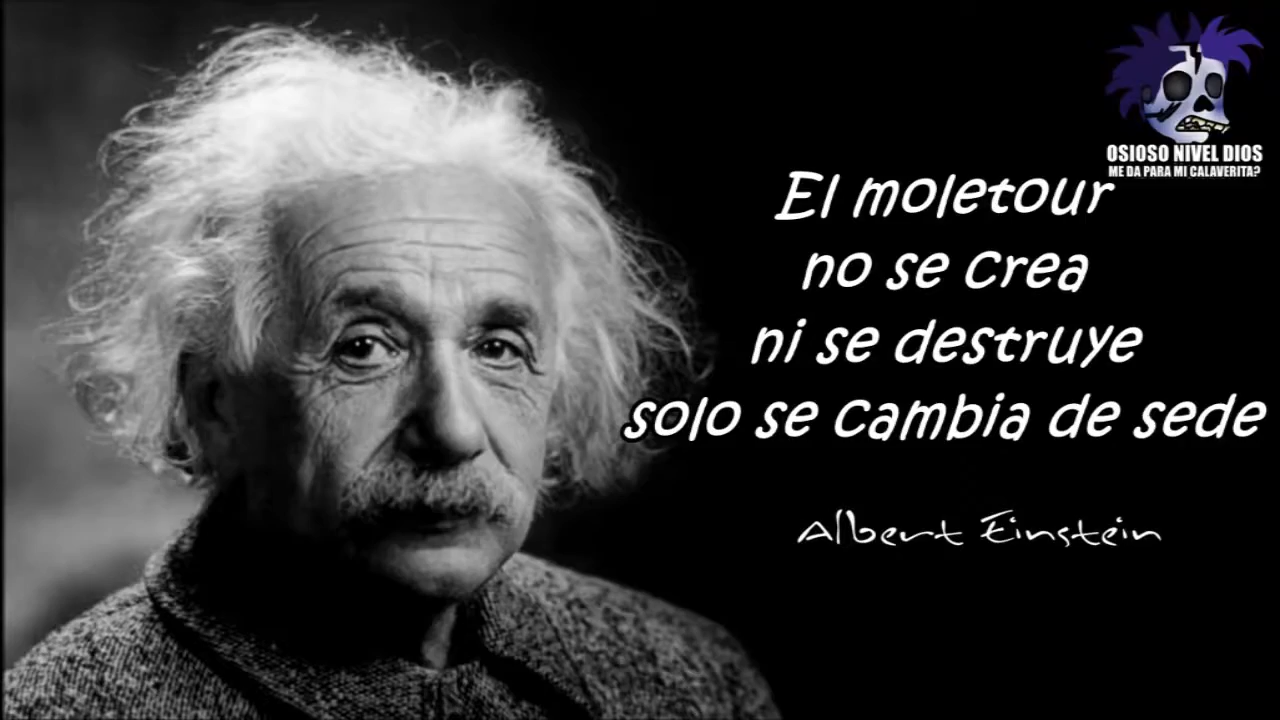 OSIOSO NIVEL DIOS
ME DA PARA MI CALAVERITA?
El moletour
no se crea
ni se destruye
solo se cambia de sede
Albert Einstein